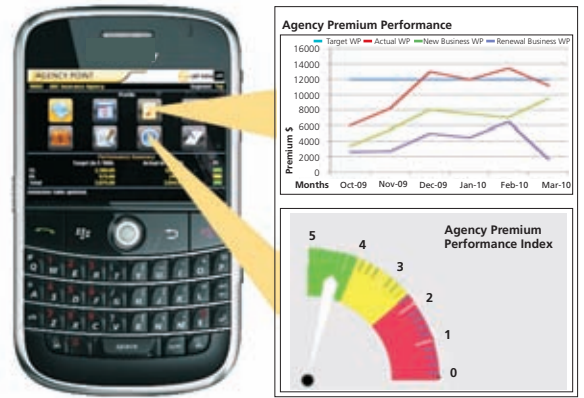 AGENCY POINT
Agency Premium Performance
Target WP Actual WP New Business WP Renewal Business WP
16000
14000
12000
10000
8000
6000
4000
2000
0
Premium $
Months Oct-09 Nov-09 Dec-09 Jan-10 Feb-10 Mar-10
Agency Premium
Performance Index
5
4
3
2
1
0